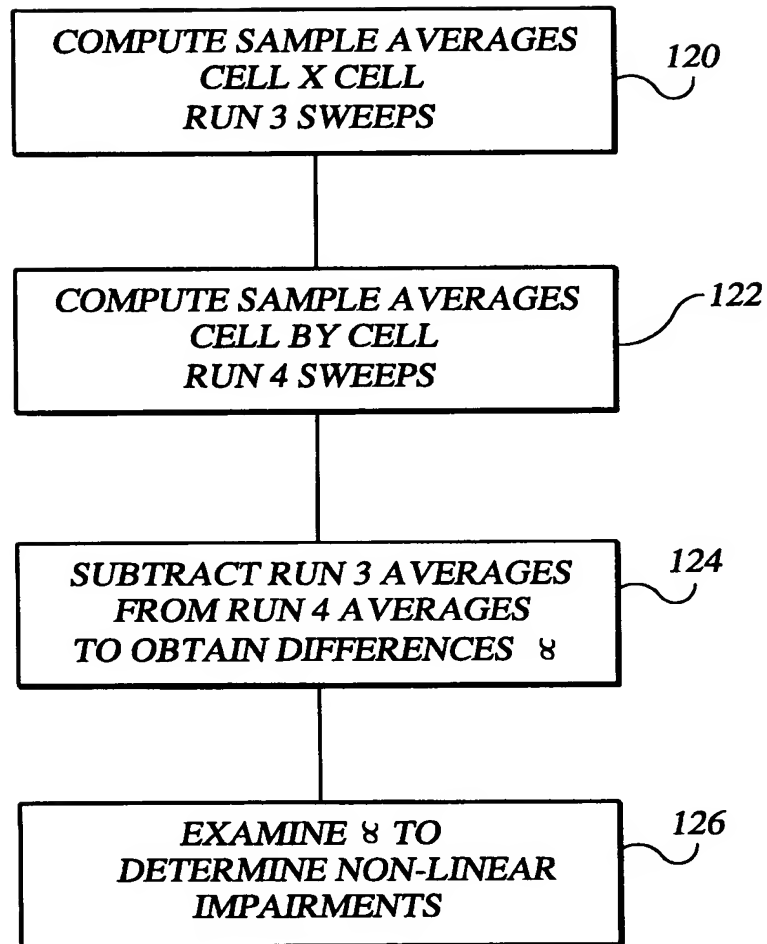 COMPUTE SAMPLE AVERAGES
CELL X CELL
RUN 3 SWEEPS
120
COMPUTE SAMPLE AVERAGES
CELL BY CELL
RUN 4 SWEEPS
122
SUBTRACT RUN 3 AVERAGES
FROM RUN 4 AVERAGES
TO OBTAIN DIFFERENCES 8
124
EXAMINE 8 TO
DETERMINE NON-LINEAR
IMPAIRMENTS
126